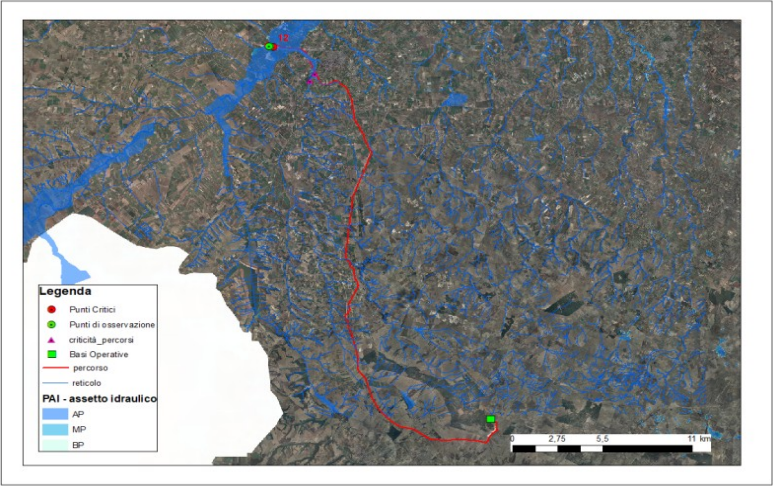 12
Legenda
Punti Critici
Punti di osservazione
criticità_percorsi
Basi Operative
percorso
reticolo
PAI - assetto idraulico
AP
MP
BP
0 2,75 5,5 11 km